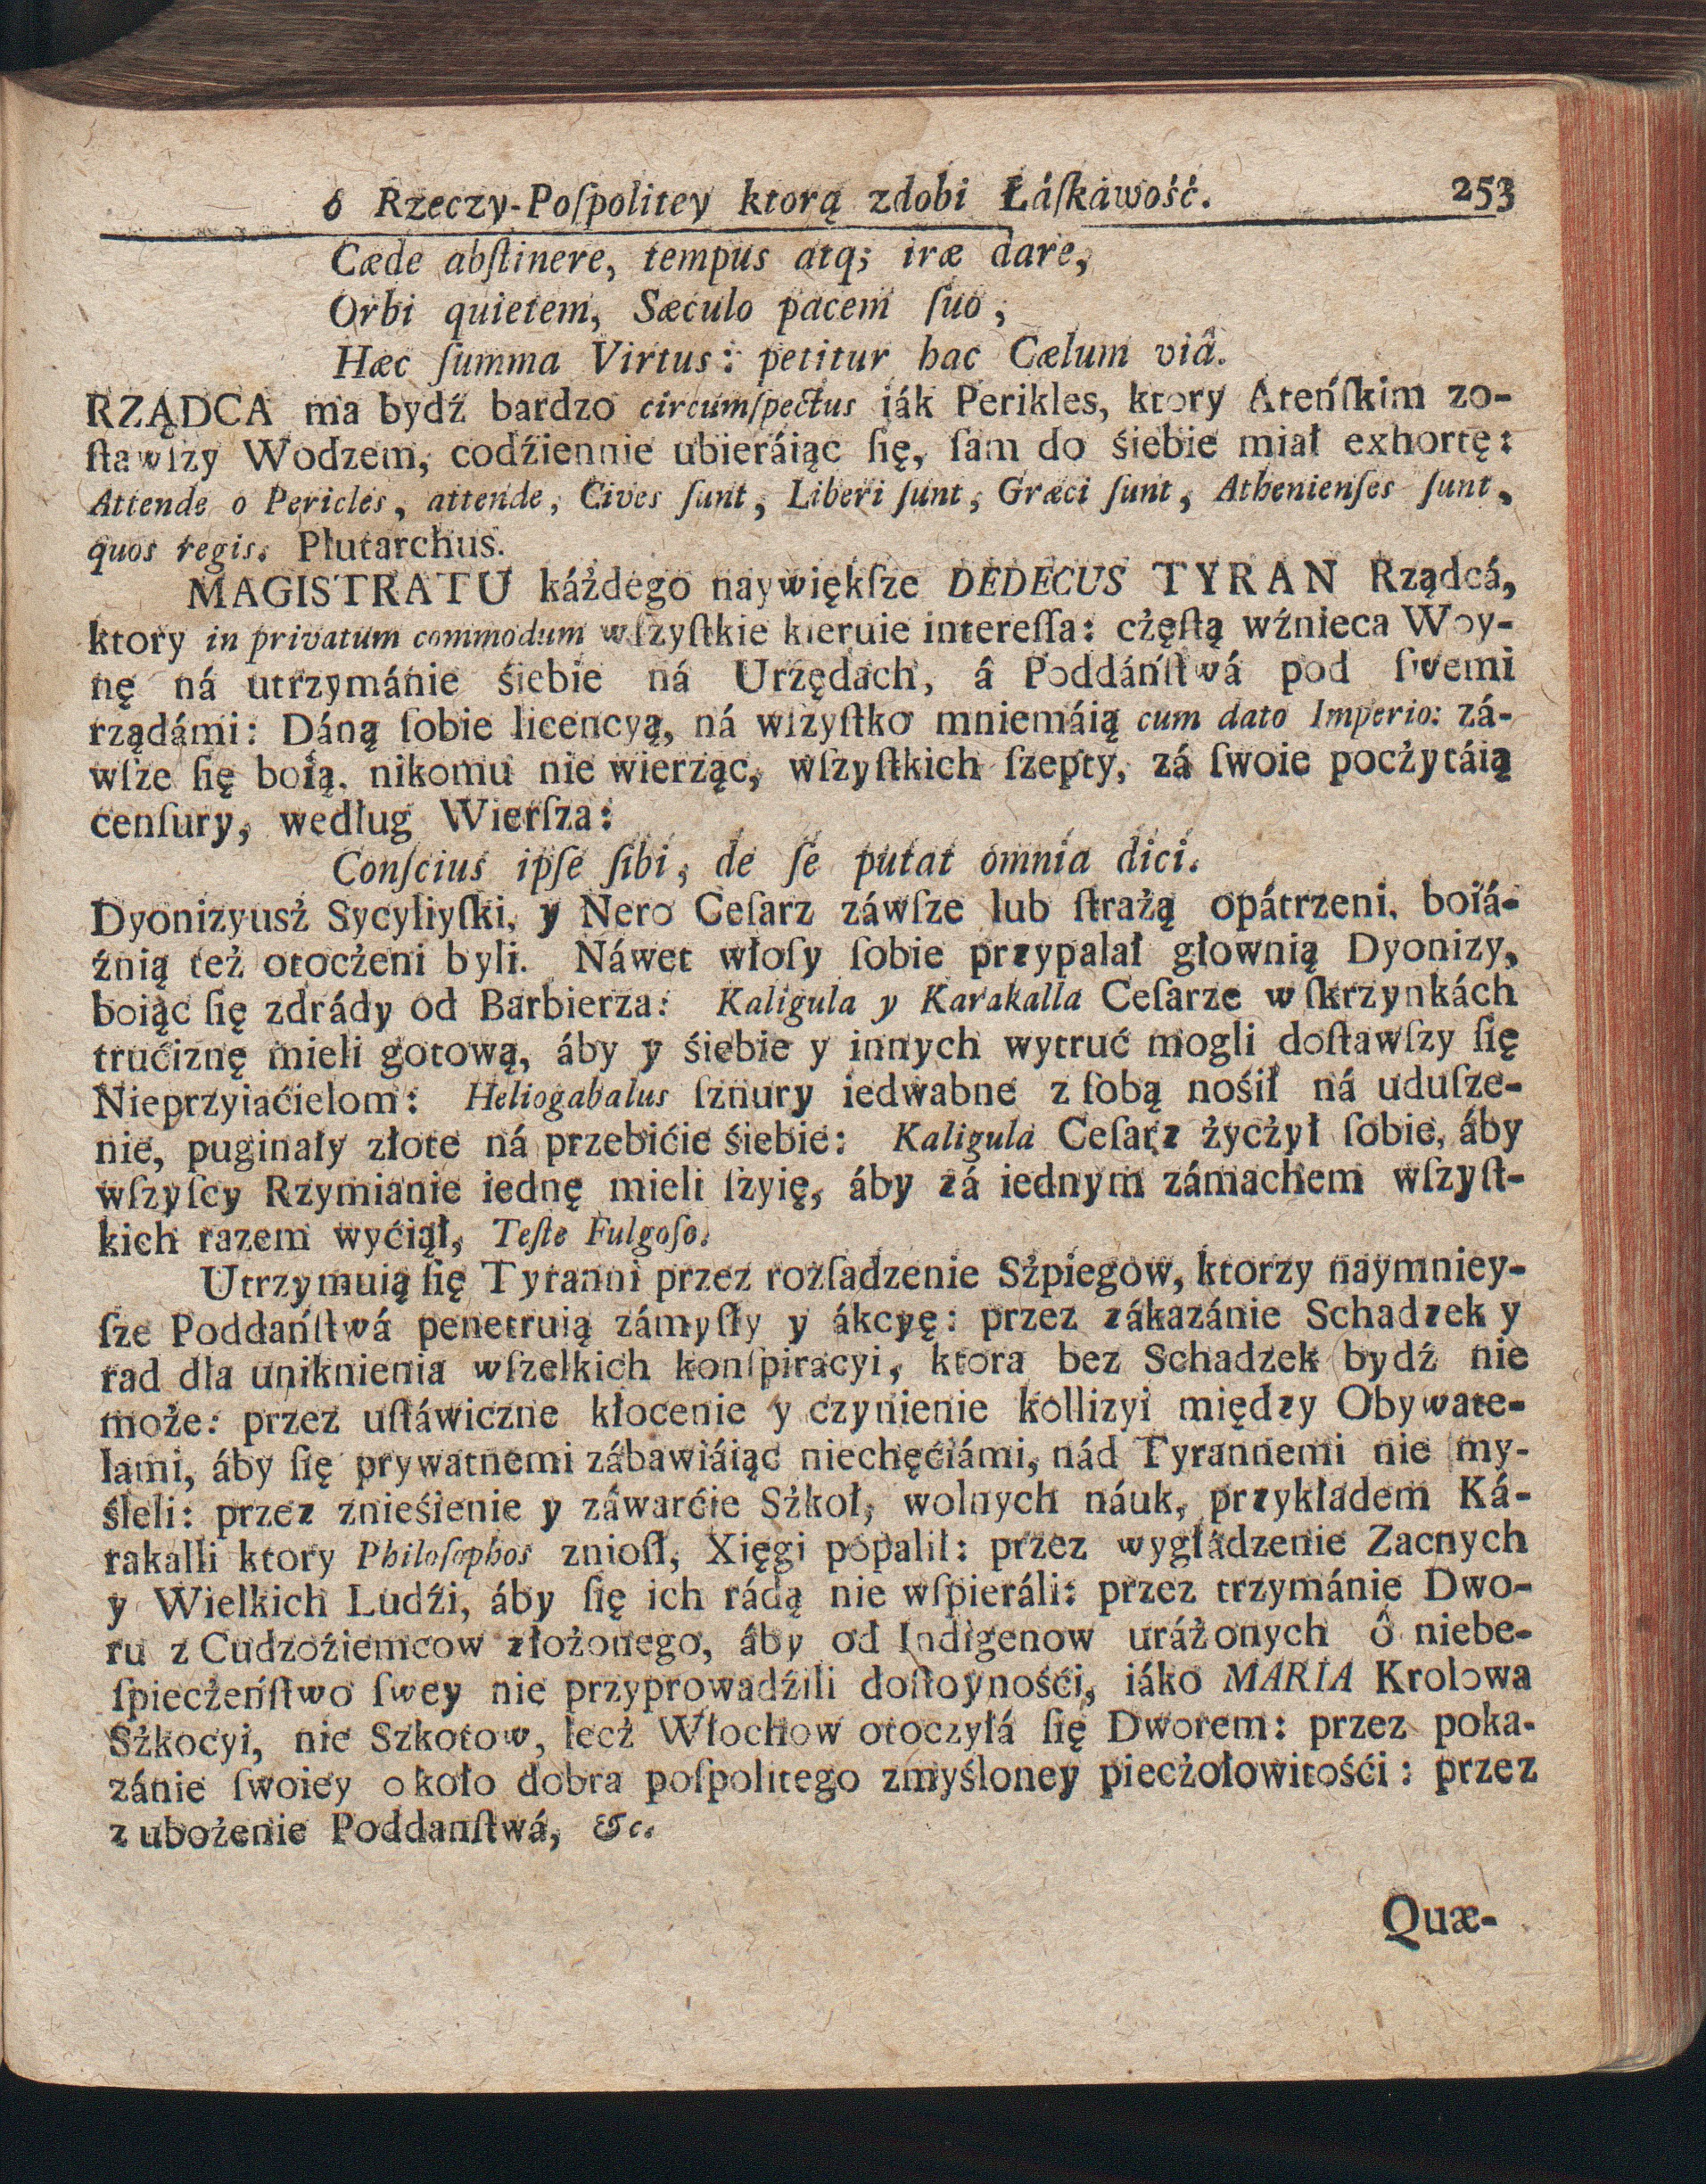 ô Rzeczy-Poſpolitey ktorą zdobi Łáſkáwość. 253
Cæde abſtinere, tempus atq; iræ dare,
Orbi quietem, Sæculo pacem ſuo,
Hæc ſumma Virtus: petitur hac Cælum viâ.
RZĄDCA ma bydź bardzo circumſpectus iák Perikles, ktory Ateńſkim zo-
ſtawſzy Wodzem, codźiennie ubieráiąc ſię, ſam do śiebie miał exhortę:
Attende o Pericles, attende, Cives ſunt, Liberi ſunt, Græci ſunt, Athenienſes ſunt,
quos regis. Plutarchus.
MAGISTRATU káżdego naywiękſze DEDECUS TYRAN Rządcá,
ktory in privatum commodum wſzyſtkie kieruie intereſſa: cżęſtą wźnieca Woy-
nę ná utrzymánie śiebie ná Urzędach, â Poddáńſtwá pod ſwemi
rządámi: Dáną ſobie licencyą, ná wſzyſtko mniemáią cum dato Imperio: zá-
wſze ſię boią, nikomu nie wierząc, wſzyſtkich ſzepty, zá ſwoie pocżytáią
cenſury, według Wierſza:
Conſcius ipſe ſibi, de ſe putat omnia dici.
Dyonizyusż Sycyliyſki, y Nero Ceſarz záwſze lub ſtrażą opátrzeni, boiá-
źnią też otocżeni byli. Náwet włoſy ſobie przypalał głownią Dyonizy,
boiąc ſię zdrády od Barbierza: Kaligula y Karakalla Ceſarze w ſkrzynkách
trućiznę mieli gotową, áby y śiebie y innych wytruć mogli doſtawſzy ſię
Nieprzyiaćielom: Heliogabalus ſznury iedwabne z ſobą nośił ná uduſze-
nie, puginały złote ná przebićie śiebie: Kaligula Ceſarz życżył ſobie, áby
wſzyſcy Rzymianie iednę mieli ſzyię, áby zá iednym zámachem wſzyſt-
kich razem wyćiął, Teſte Fulgoſo.
Utrzymuią ſię Tyranni przez rozſadzenie Sżpiegow, ktorzy naymniey-
ſze Poddańſtwá penetruią zámyſły y ákcyę: przez zákazánie Schadzek y
rad dla uniknienia wſzelkich konſpiracyi, ktora bez Schadzek bydź nie
może: przez uſtáwiczne kłocenie y czynienie kollizyi między Obywate-
lami, áby ſię prywatnemi zábawiáiąc niechęćiámi, nád Tyrannemi nie my-
śleli: przez znieśienie y záwarćie Sżkoł, wolnych náuk, przykładem Ká-
rakalli ktory Philoſophos zniosł, Xięgi popalił: przez wygładzenie Zacnych
y Wielkich Ludźi, áby ſię ich rádą nie wſpieráli: przez trzymánie Dwo-
ru z Cudzoźiemcow złożonego, áby od Indigenow uráżonych ô niebe-
ſpiecżeńſtwo ſwey nie przyprowadźili doſtoynośći, iáko MARIA Krolowa
Sżkocyi, nie Szkotow, lecż Włochow otoczyłá ſię Dworem: przez poka-
zánie ſwoiey około dobra poſpolitego zmyśloney piecżołowitośći: przez
zubożenie Poddanſtwá, &c.
Quæ-